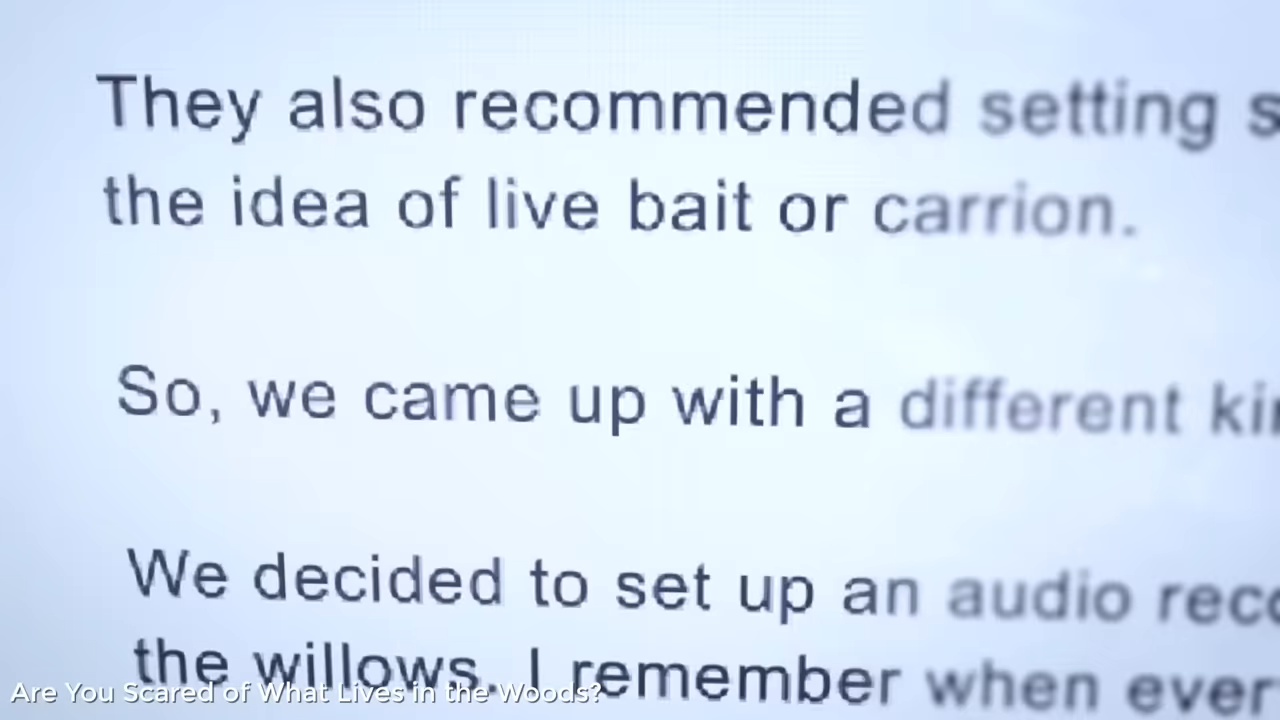 They also recommended setting
the idea of live bait or carrion.
So, we came up with a different
We decided to set up an audio
the willows. I remember when
Are You Scared of What Lives in the Woods?